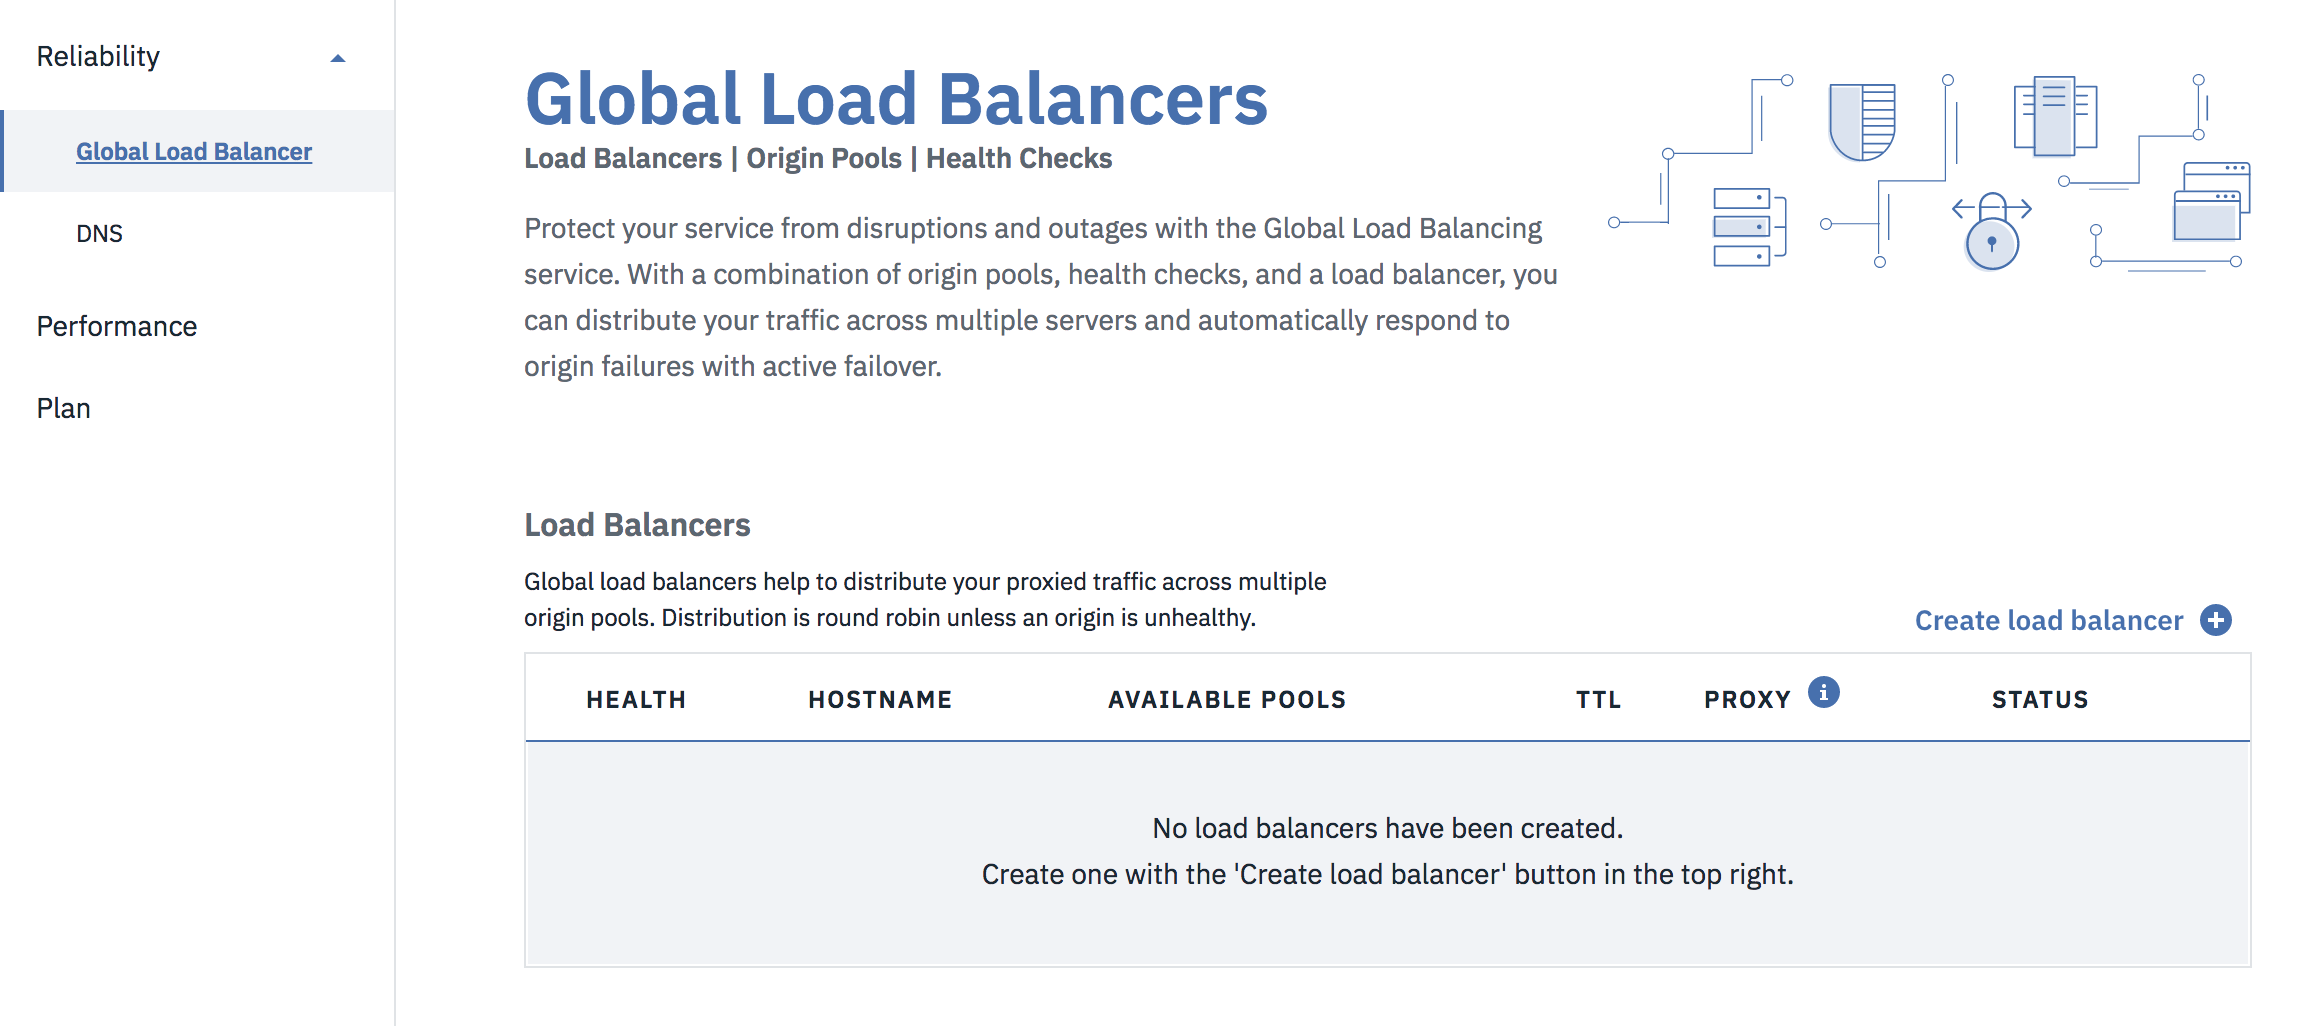 Reliability
Global Load Balancer
DNS
Performance
Plan
Global Load Balancers
Load Balancers | Origin Pools | Health Checks
Protect your service from disruptions and outages with the Global Load Balancing
service. With a combination of origin pools, health checks, and a load balancer, you
can distribute your traffic across multiple servers and automatically respond to
origin failures with active failover.
Load Balancers
Global load balancers help to distribute your proxied traffic across multiple
origin pools. Distribution is round robin unless an origin is unhealthy.
Create load balancer
HEALTH HOSTNAME AVAILABLE POOLS TTL PROXY STATUS
No load balancers have been created.
Create one with the 'Create load balancer' button in the top right.